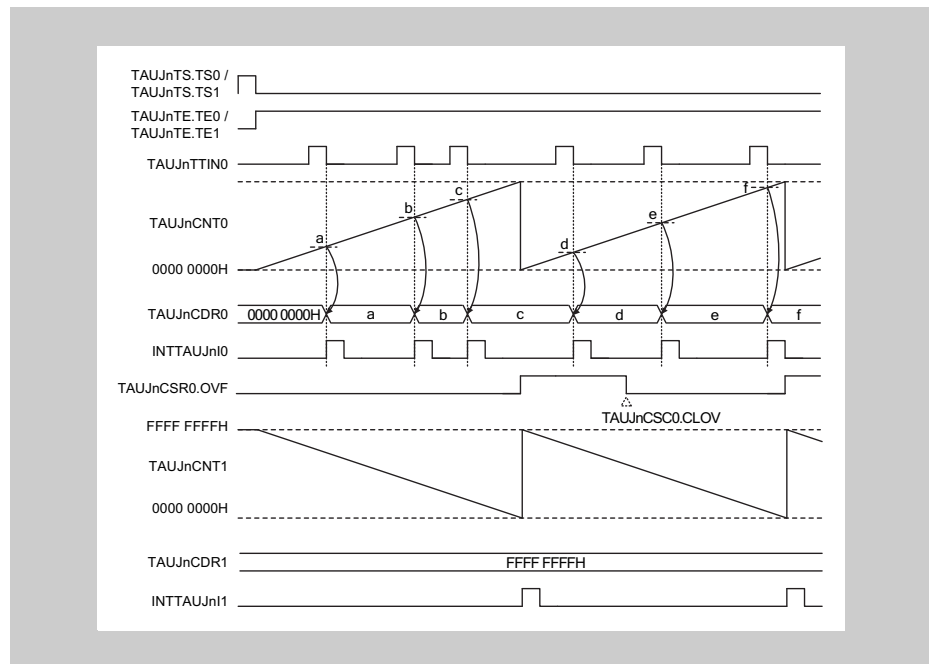 TAUJnTS.TS0 /
TAUJnTS.TS1
TAUJnTE.TE0 /
TAUJnTE.TE1
TAUJnTTIN0
TAUJnCNT0
a
b
c
d
e
f
0000 0000H
TAUJnCDR0
0000 0000H
a
b
c
d
e
f
INTTAUJnI0
TAUJnCSR0.OVF
TAUJnCSC0.CLOV
FFFF FFFFH
TAUJnCNT1
0000 0000H
TAUJnCDR1
FFFF FFFFH
INTTAUJnI1